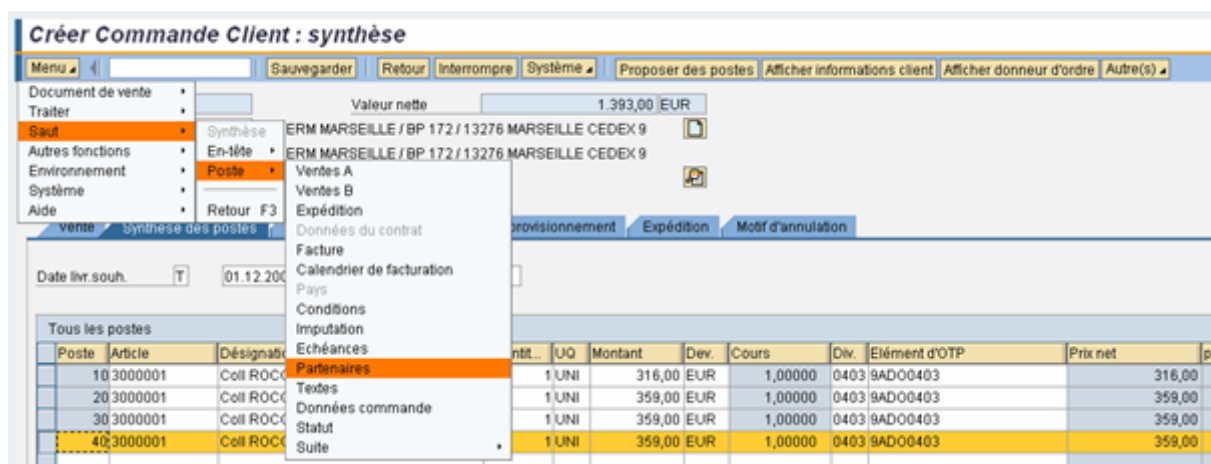 Créer Commande Client : synthèse
Menu Sauvegarder Retour Interrompre Système Proposer des postes Afficher informations client Afficher donneur d'ordre Autre(s)
Document de vente
Traiter
Saut
Autres fonctions
Environnement
Système
Aide
Synthèse
En-tête
Poste
Retour F3
Ventes A
Ventes B
Expédition
Données du contrat
Facture
Calendrier de facturation
Pays
Conditions
Imputation
Echéances
Partenaires
Textes
Données commande
Statut
Suite
Valeur nette 1.393,00 EUR
ERM MARSEILLE / BP 172 / 13276 MARSEILLE CEDEX 9
ERM MARSEILLE / BP 172 / 13276 MARSEILLE CEDEX 9
Vente Synthèse des postes provisionnement Expédition Motif d'annulation
Date livr.souh. T 01.12.200
Tous les postes
Poste Article Désignatio ntit... UQ Montant Dev. Cours Div. Elément d'OTP Prix net p
10 3000001 Coll ROCO 1 UNI 316,00 EUR 1,00000 0403 9ADO0403 316,00
20 3000001 Coll ROCO 1 UNI 359,00 EUR 1,00000 0403 9ADO0403 359,00
30 3000001 Coll ROCO 1 UNI 359,00 EUR 1,00000 0403 9ADO0403 359,00
40 3000001 Coll ROCO 1 UNI 359,00 EUR 1,00000 0403 9ADO0403 359,00